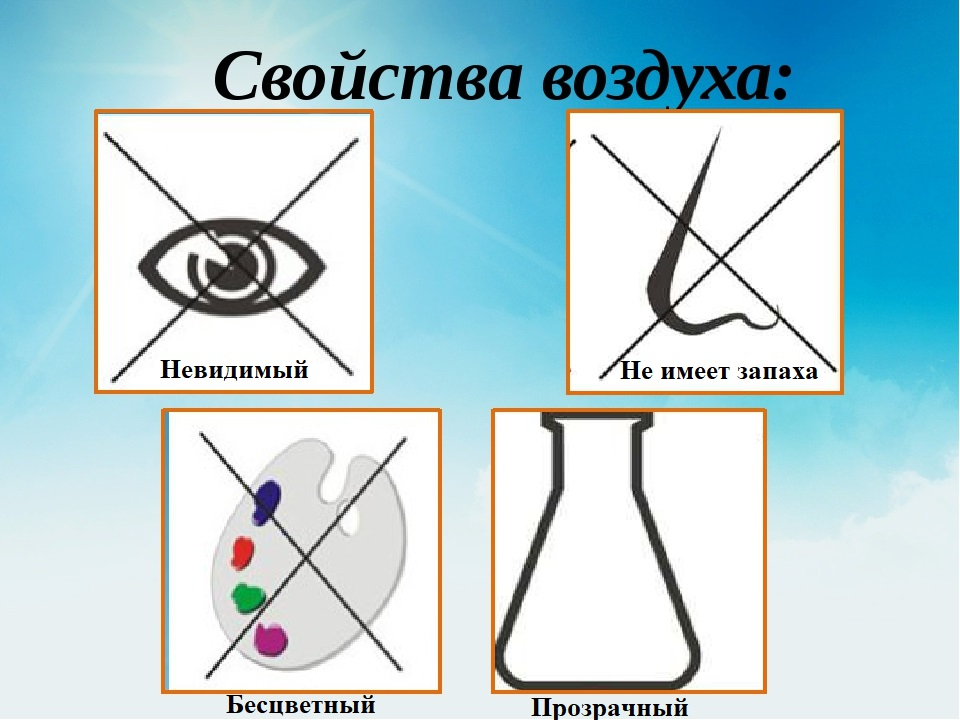 Свойства воздуха:
Невидимый
Не имеет запаха
Бесцветный
Прозрачный